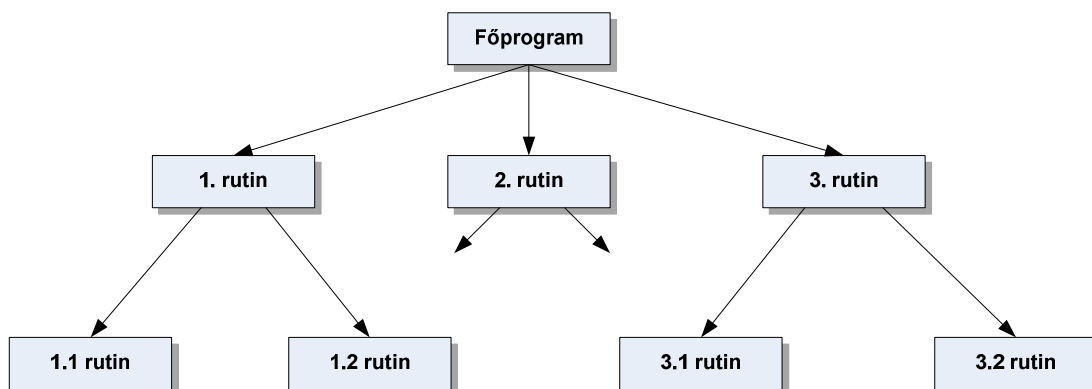 Főprogram
1. rutin
2. rutin
3. rutin
1.1 rutin
1.2 rutin
3.1 rutin
3.2 rutin